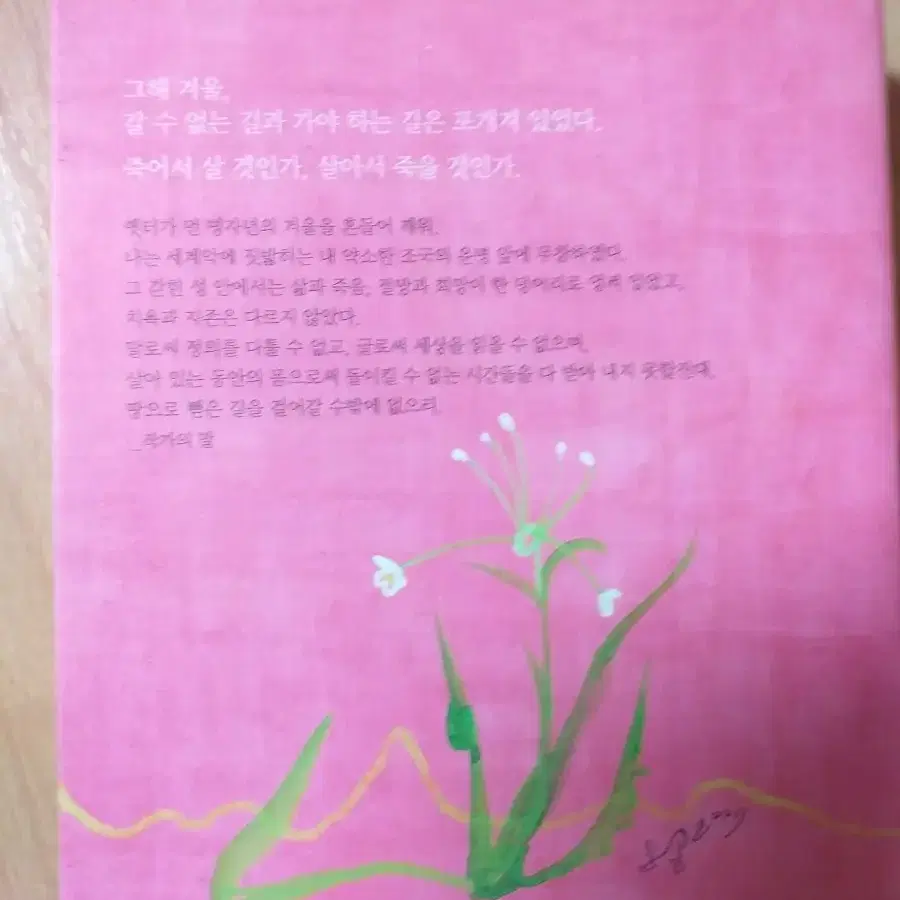 그해 겨울,
갈 수 없는 길과 가야 하는 길은 포개져 있었다.
죽어서 살 것인가, 살아서 죽을 것인가.
옛터가 먼 병자년의 겨울을 흔들어 깨워,
나는 세계악에 짓밟히는 내 약소한 조국의 운명 앞에 무참하였다.
그 갇힌 성 안에서는 삶과 죽음, 절망과 희망이 한 덩어리로 엉켜 있었고,
치욕과 자존은 다르지 않았다.
말로써 정의를 다툴 수 없고, 글로써 세상을 읽을 수 없으며,
살아 있는 동안의 몸으로써 돌이킬 수 없는 시간들을 다 받아 내지 못할진대,
땅으로 뻗은 길을 걸어갈 수밖에 없으리.
_작가의 말